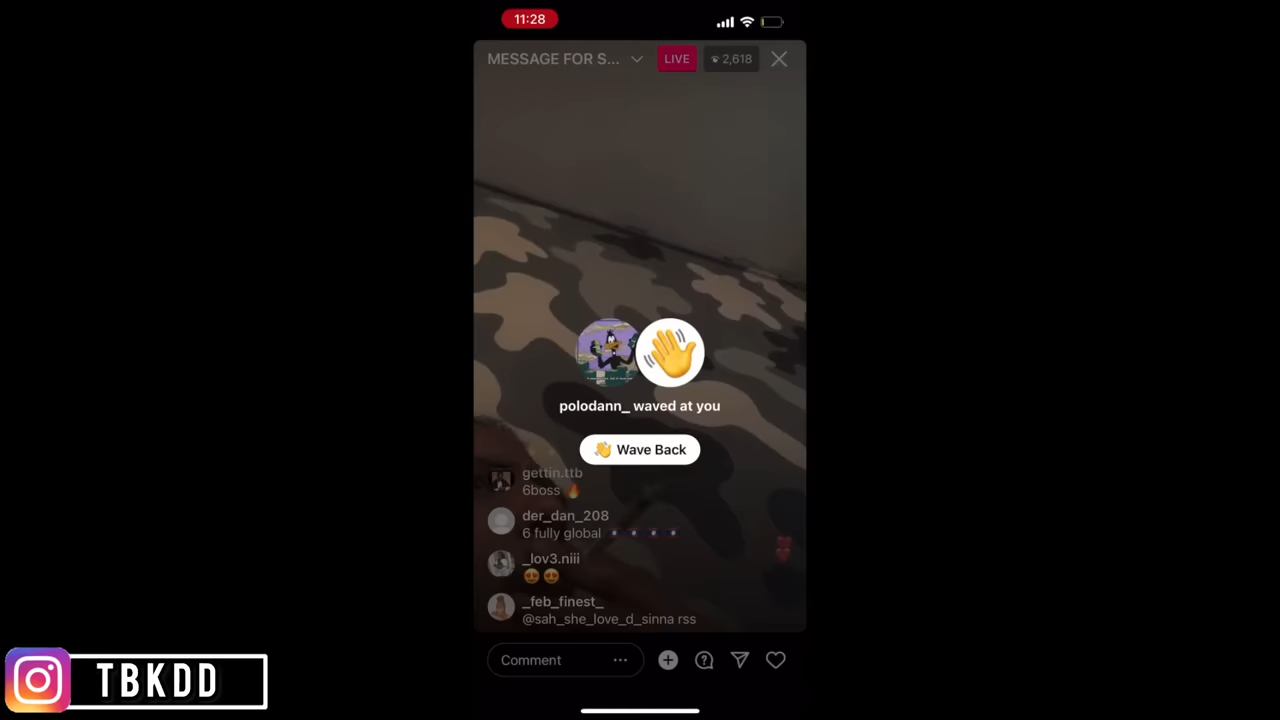 11:28
MESSAGE FOR S...
LIVE
2,618
polodann_ waved at you
Wave Back
gettin.ttb
6boss 🔥
der_dan_208
6 fully global
_lov3.niii
😍😍
_feb_finest_
@sah_she_love_d_sinna rss
Comment
TBKDD